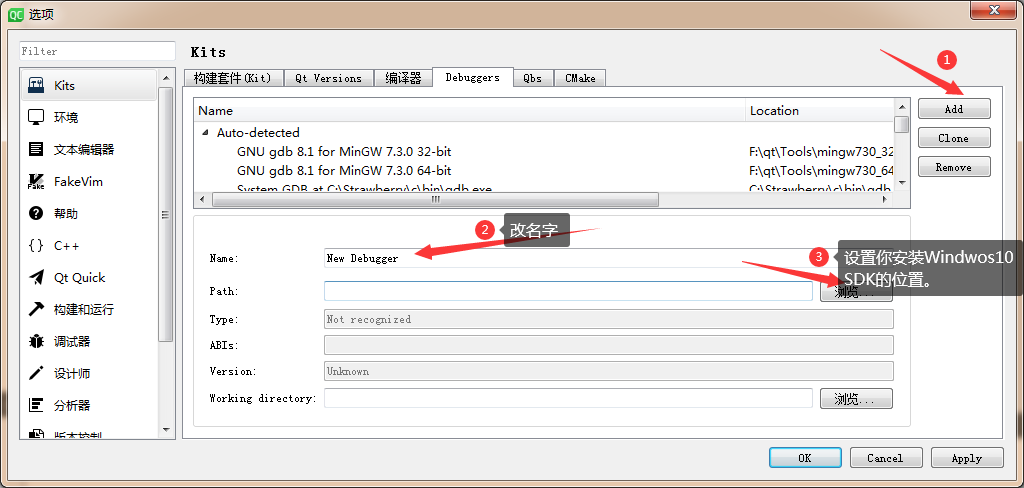 QC 选项
Filter
Kits
环境
文本编辑器
Fake
FakeVim
帮助
{} C++
Qt Quick
构建和运行
调试器
设计师
分析器
版本控制
Kits
构建套件(Kit) Qt Versions 编译器 Debuggers Qbs CMake
Name Location
Auto-detected
GNU gdb 8.1 for MinGW 7.3.0 32-bit F:\qt\Tools\mingw730_32
GNU gdb 8.1 for MinGW 7.3.0 64-bit F:\qt\Tools\mingw730_64
System GDB at C:\Strawberry\c\bin\gdb.exe C:\Strawberry\c\bin\gdb
1
Add
Clone
Remove
2 改名字
3 设置你安装Windwos10
SDK的位置。
Name: New Debugger
Path: 浏览...
Type: Not recognized
ABIs:
Version: Unknown
Working directory: 浏览...
OK Cancel Apply